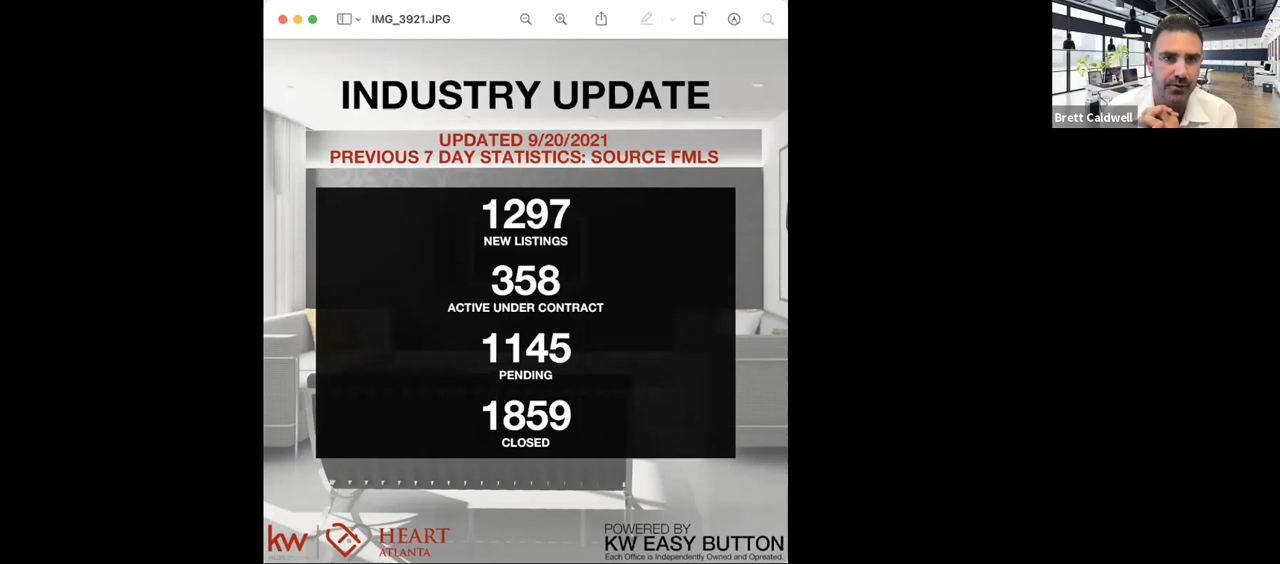 IMG_3921.JPG
INDUSTRY UPDATE
UPDATED 9/20/2021
PREVIOUS 7 DAY STATISTICS: SOURCE FMLS
1297
NEW LISTINGS
358
ACTIVE UNDER CONTRACT
1145
PENDING
1859
CLOSED
kw
HEART
ATLANTA
POWERED BY
KW EASY BUTTON
Each Office is Independently Owned and Opreated.
Brett Caldwell